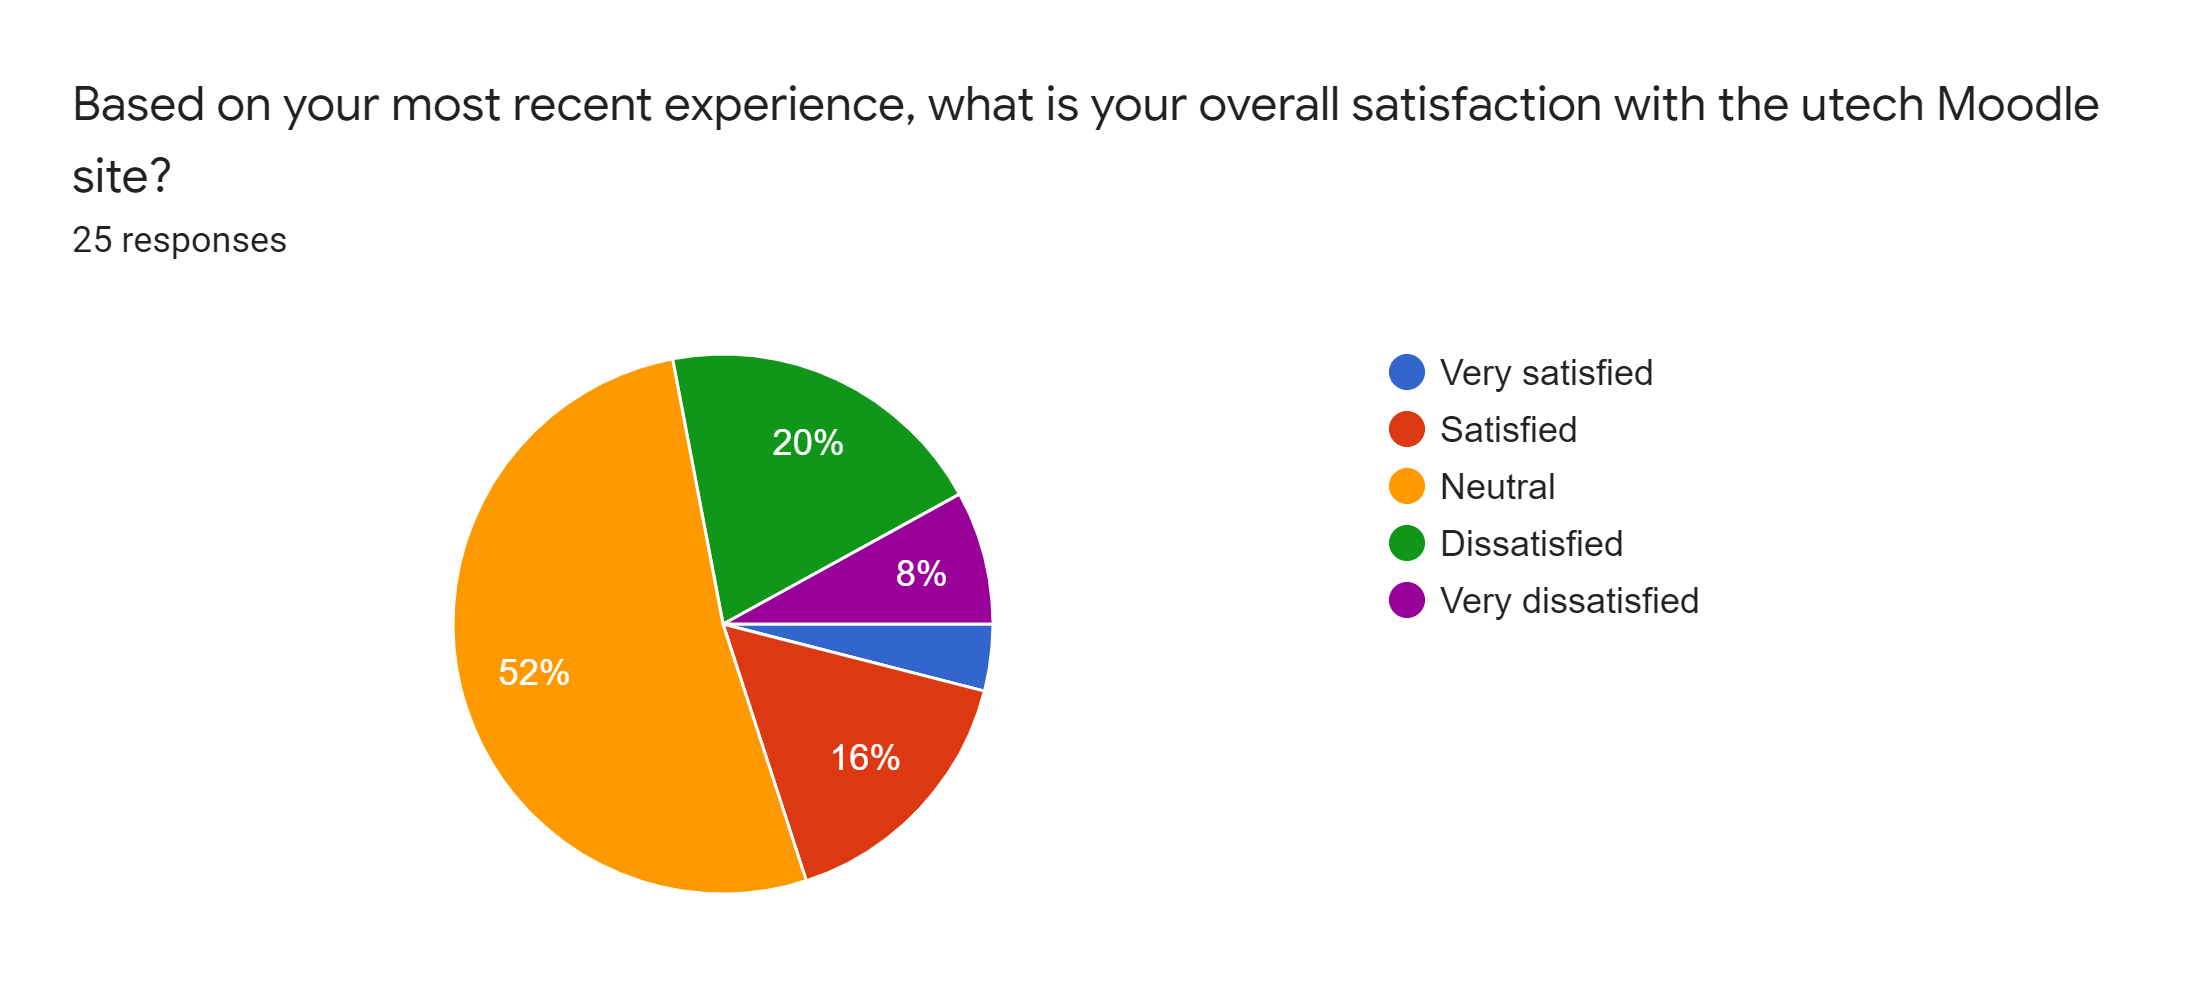 Based on your most recent experience, what is your overall satisfaction with the utech Moodle
site?
25 responses
20%
8%
52%
16%
Very satisfied
Satisfied
Neutral
Dissatisfied
Very dissatisfied